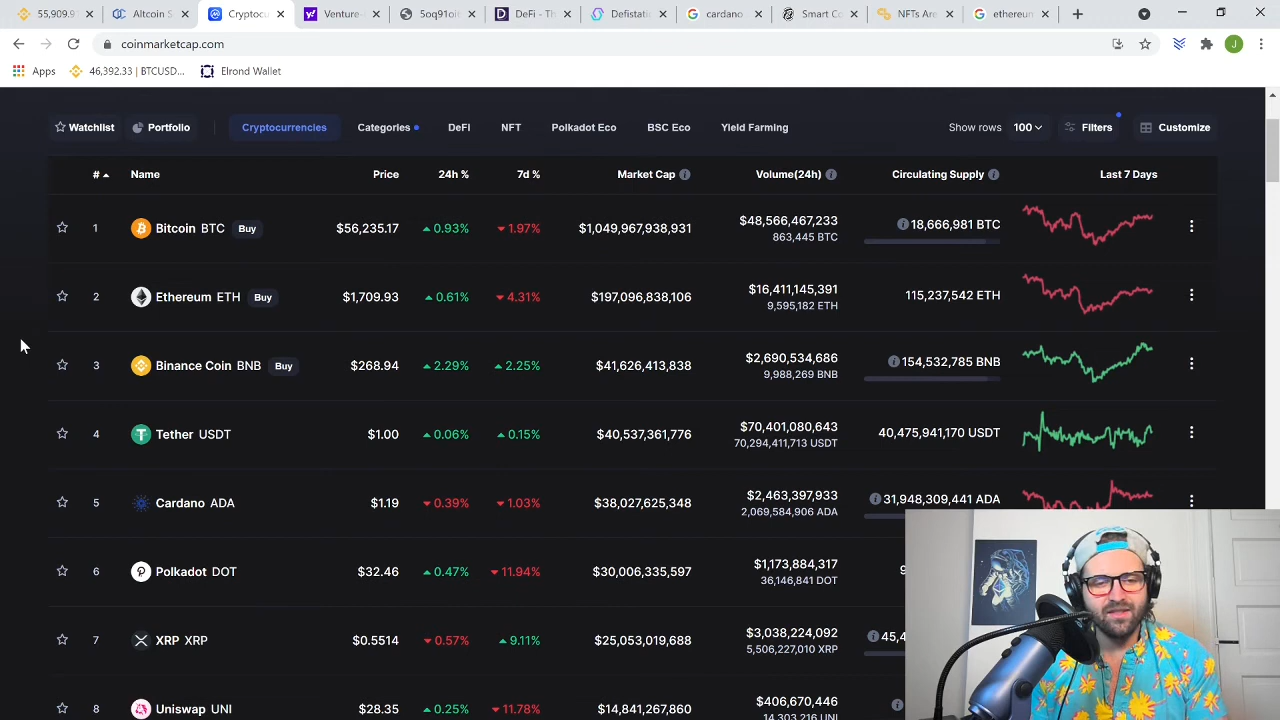 55,909.9
Altcoin S
Cryptocu
Venture-
5oq91oit
DeFi - Th
Defistatio
cardano
Smart Co
NFTs Are
ethereum
coinmarketcap.com
J
Apps
46,392.33 | BTCUSD...
Elrond Wallet
Watchlist
Portfolio
Cryptocurrencies
Categories
DeFi
NFT
Polkadot Eco
BSC Eco
Yield Farming
Show rows
100
Filters
Customize
# Name Price 24h % 7d % Market Cap Volume(24h) Circulating Supply Last 7 Days
1 Bitcoin BTC Buy $56,235.17 0.93% 1.97% $1,049,967,938,931 $48,566,467,233 18,666,981 BTC
863,445 BTC
2 Ethereum ETH Buy $1,709.93 0.61% 4.31% $197,096,838,106 $16,411,145,391 115,237,542 ETH
9,595,182 ETH
3 Binance Coin BNB Buy $268.94 2.29% 2.25% $41,626,413,838 $2,690,534,686 154,532,785 BNB
9,988,269 BNB
4 Tether USDT $1.00 0.06% 0.15% $40,537,361,776 $70,401,080,643 40,475,941,170 USDT
70,294,411,713 USDT
5 Cardano ADA $1.19 0.39% 1.03% $38,027,625,348 $2,463,397,933 31,948,309,441 ADA
2,069,584,906 ADA
6 Polkadot DOT $32.46 0.47% 11.94% $30,006,335,597 $1,173,884,317 9
36,146,841 DOT
7 XRP XRP $0.5514 0.57% 9.11% $25,053,019,688 $3,038,224,092 45,4
5,506,227,010 XRP
8 Uniswap UNI $28.35 0.25% 11.78% $14,841,267,860 $406,670,446
14,303,210 UNI